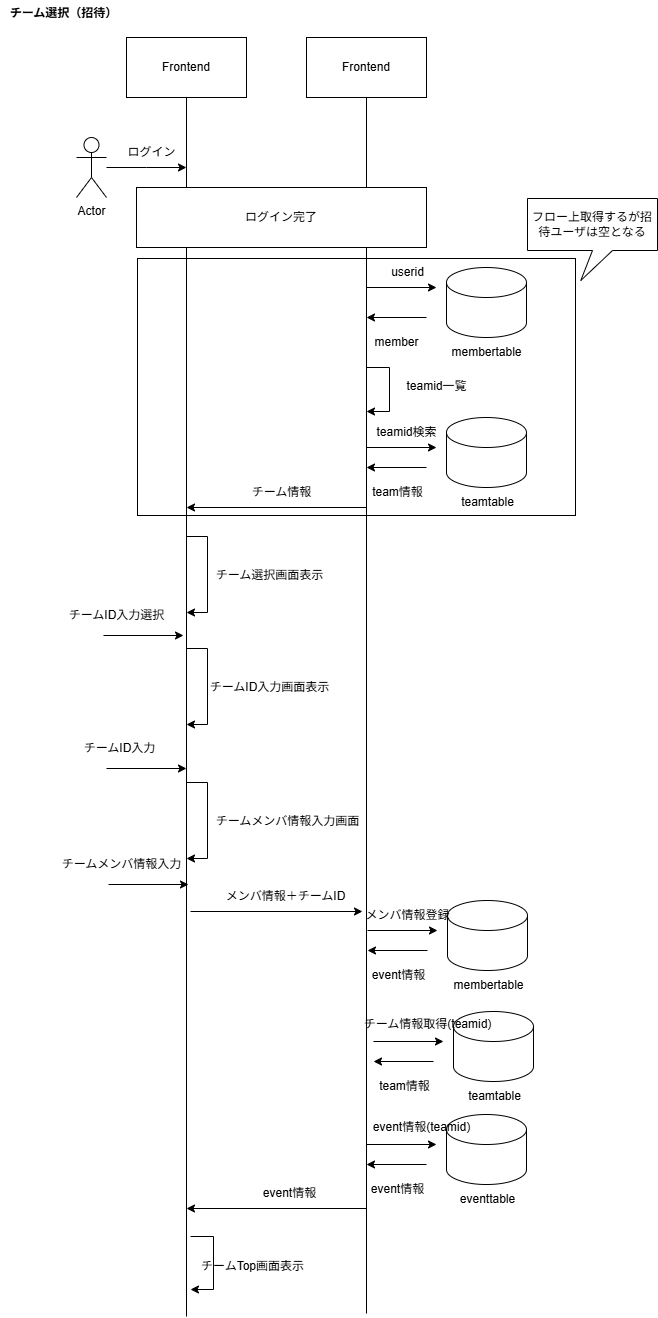 チーム選択（招待）
Frontend
Frontend
ログイン
Actor
ログイン完了
フロー上取得するが招
待ユーザは空となる
userid
member
membertable
teamid一覧
teamid検索
team情報
teamtable
チーム情報
チーム選択画面表示
チームID入力選択
チームID入力画面表示
チームID入力
チームメンバ情報入力画面
チームメンバ情報入力
メンバ情報＋チームID
メンバ情報登録
event情報
membertable
チーム情報取得(teamid)
team情報
teamtable
event情報(teamid)
event情報
eventtable
event情報
チームTop画面表示